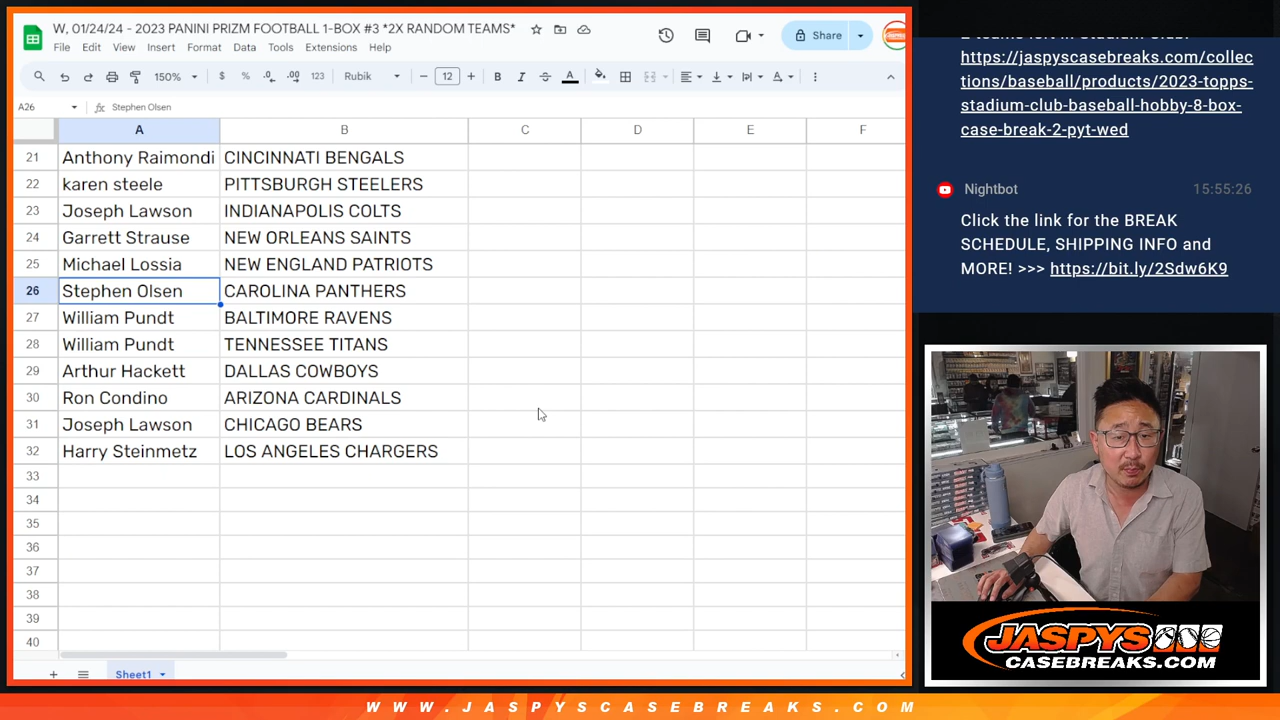 W, 01/24/24 - 2023 PANINI PRIZM FOOTBALL 1-BOX #3 *2X RANDOM TEAMS*
File Edit View Insert Format Data Tools Extensions Help
Share
150% $ % .0 .00 123 Rubik 12 B I A
A26 fx Stephen Olsen
A B C D E F
21 Anthony Raimondi CINCINNATI BENGALS
22 karen steele PITTSBURGH STEELERS
23 Joseph Lawson INDIANAPOLIS COLTS
24 Garrett Strause NEW ORLEANS SAINTS
25 Michael Lossia NEW ENGLAND PATRIOTS
26 Stephen Olsen CAROLINA PANTHERS
27 William Pundt BALTIMORE RAVENS
28 William Pundt TENNESSEE TITANS
29 Arthur Hackett DALLAS COWBOYS
30 Ron Condino ARIZONA CARDINALS
31 Joseph Lawson CHICAGO BEARS
32 Harry Steinmetz LOS ANGELES CHARGERS
33
34
35
36
37
38
39
40
Sheet1
https://jaspyscasebreaks.com/collec
tions/baseball/products/2023-topps-
stadium-club-baseball-hobby-8-box-
case-break-2-pyt-wed
Nightbot 15:55:26
Click the link for the BREAK
SCHEDULE, SHIPPING INFO and
MORE! >>> https://bit.ly/2Sdw6K9
JASPYS
CASEBREAKS.COM
WWW.JASPYSCASEBREAKS.COM